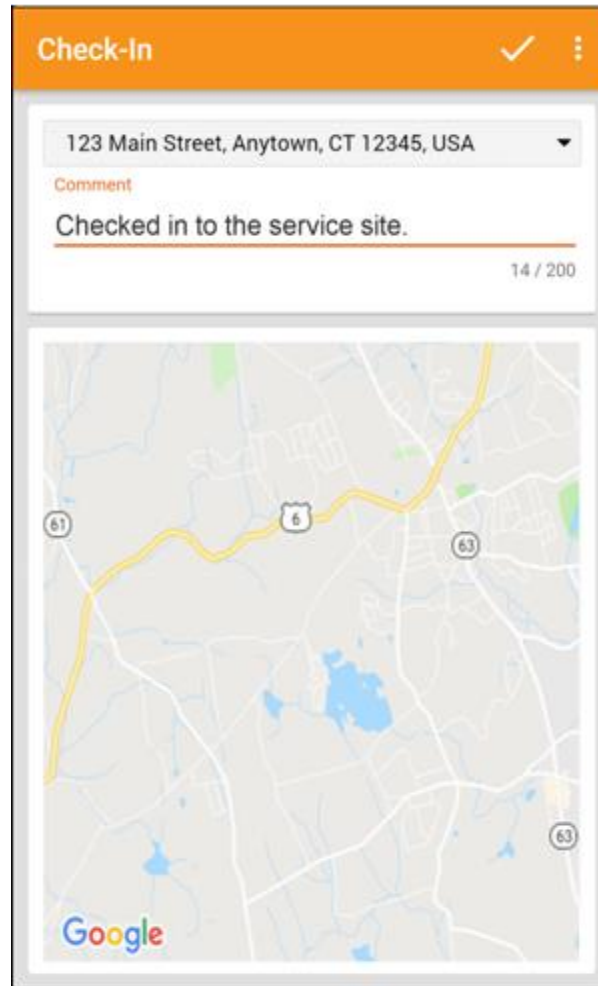 Check-In
123 Main Street, Anytown, CT 12345, USA
Comment
Checked in to the service site.
14 / 200
61
6
63
63
Google